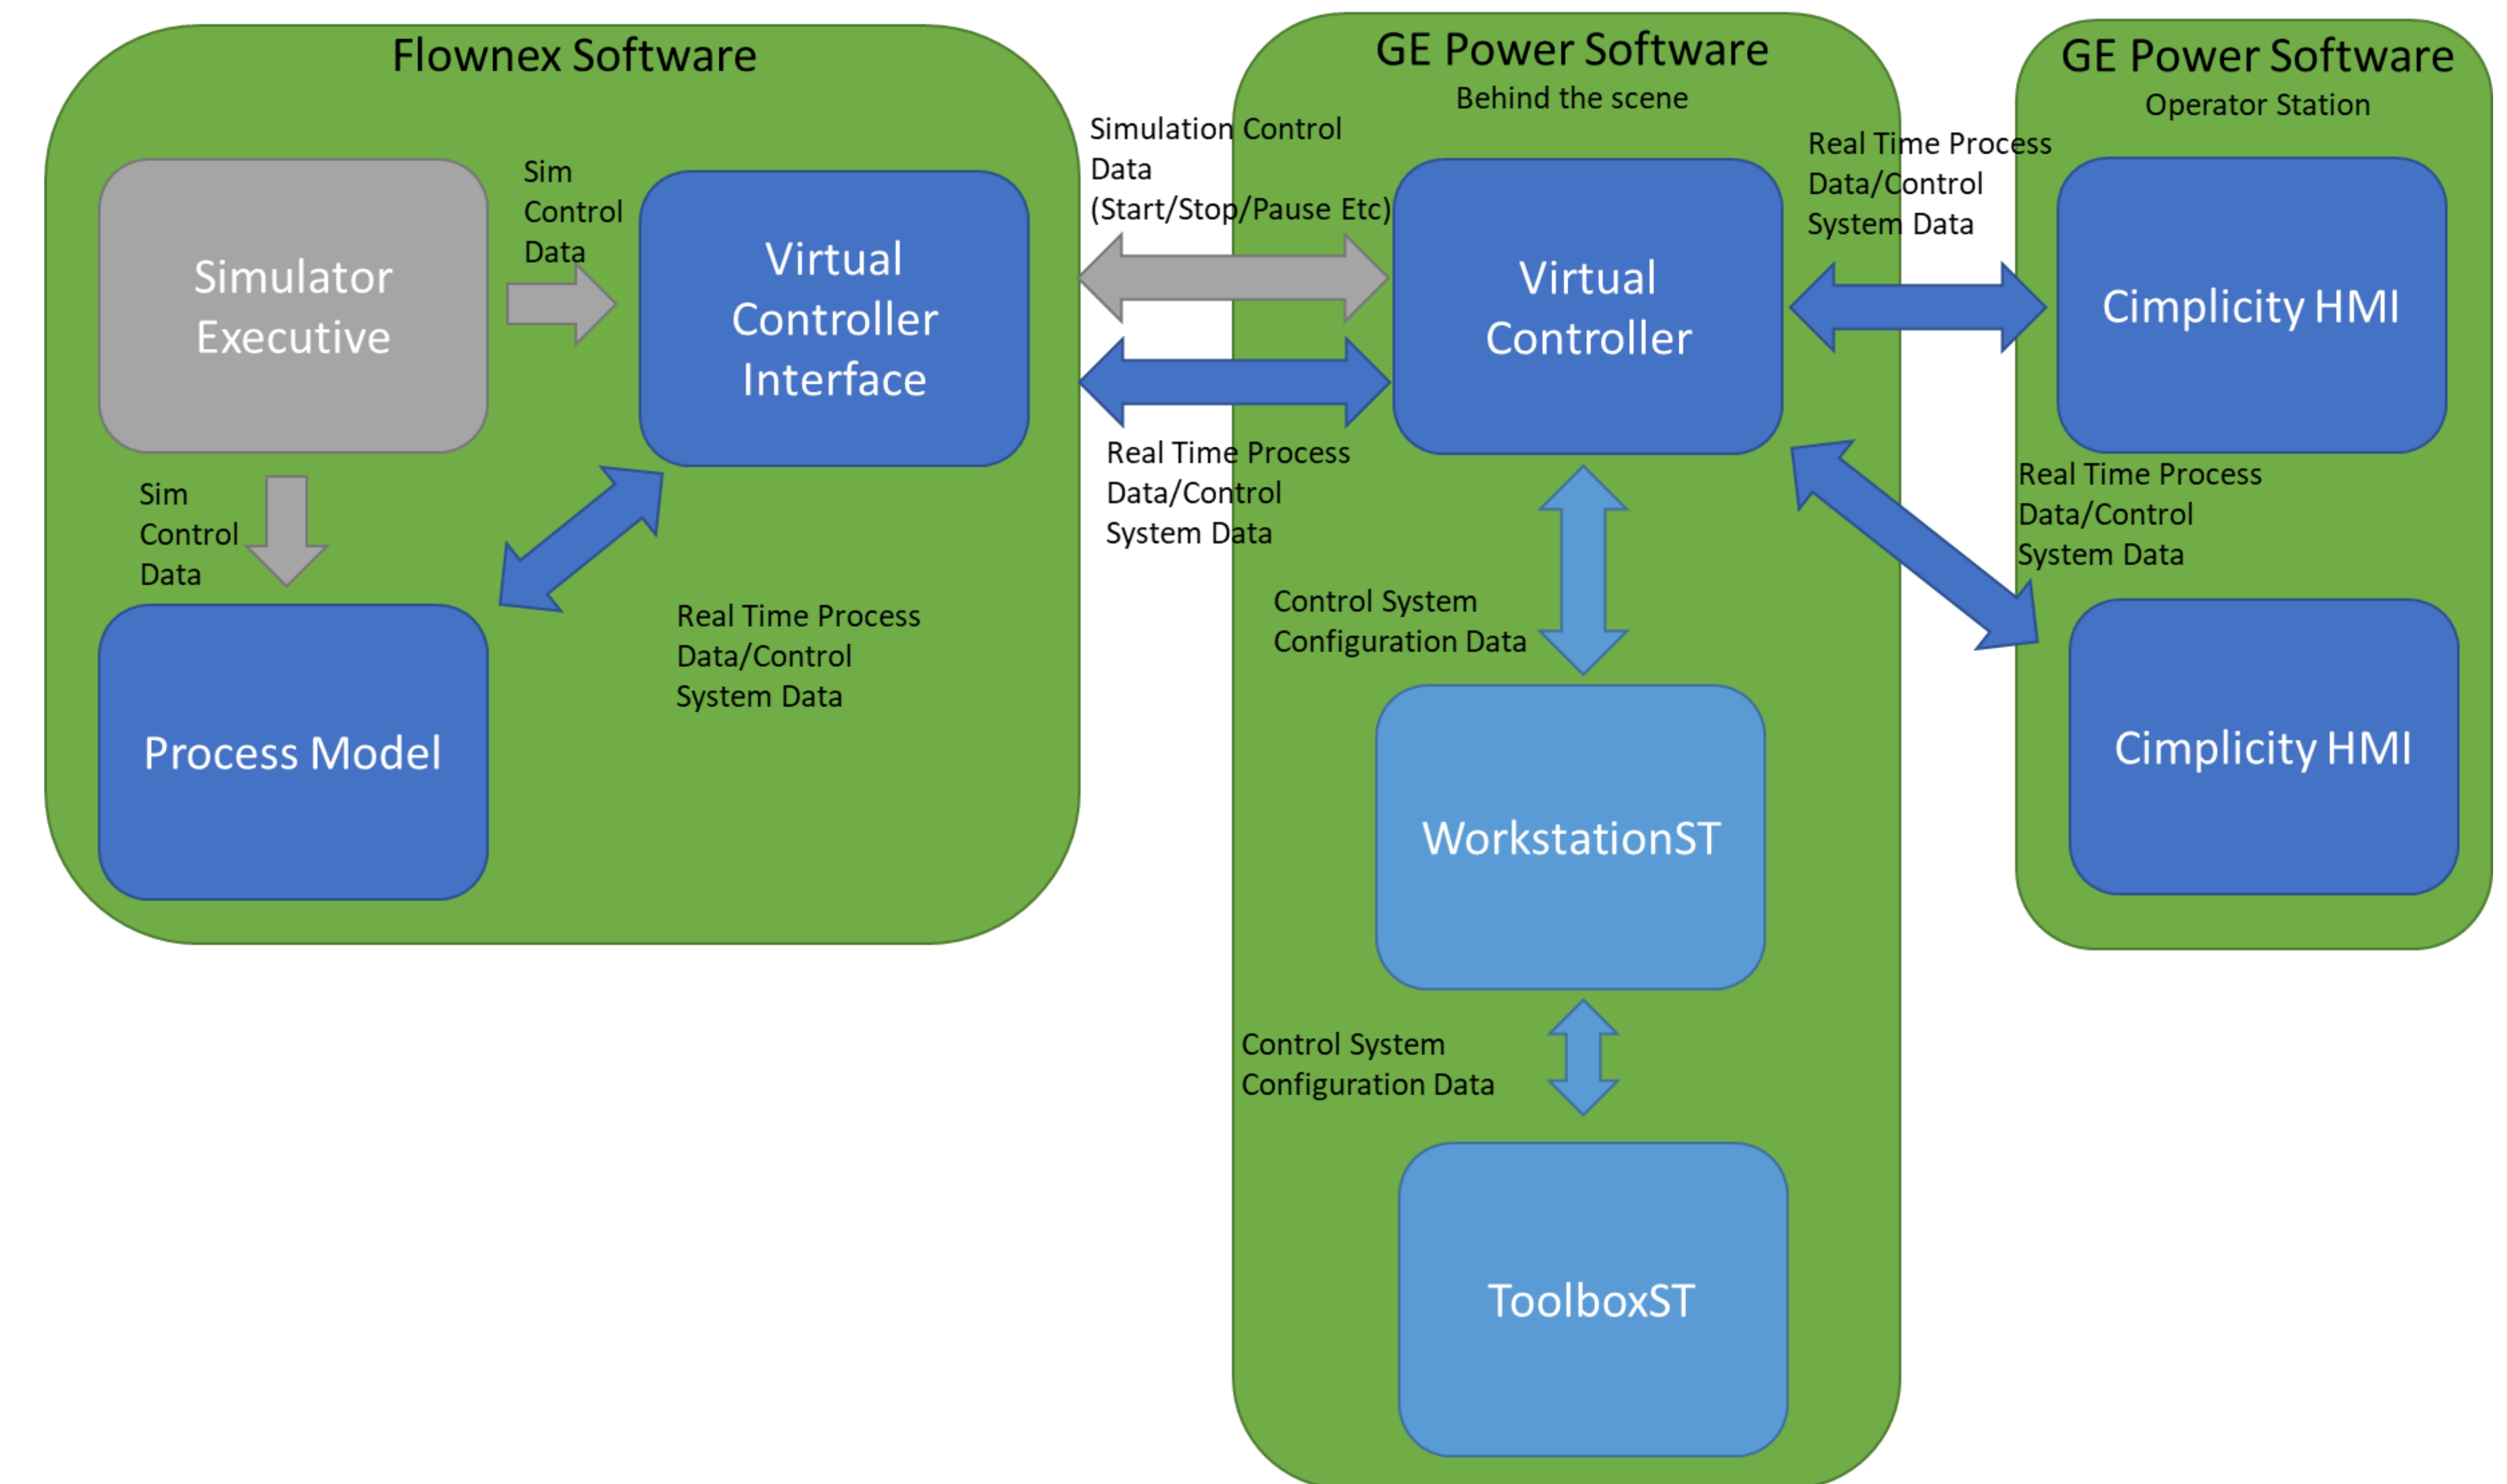 Flownex Software
Simulator
Executive
Sim
Control
Data
Virtual
Controller
Interface
Sim
Control
Data
Process Model
Real Time Process
Data/Control
System Data
Simulation Control
Data
(Start/Stop/Pause Etc)
Real Time Process
Data/Control
System Data
GE Power Software
Behind the scene
Virtual
Controller
Control System
Configuration Data
WorkstationST
Control System
Configuration Data
ToolboxST
Real Time Process
Data/Control
System Data
GE Power Software
Operator Station
Cimplicity HMI
Real Time Process
Data/Control
System Data
Cimplicity HMI